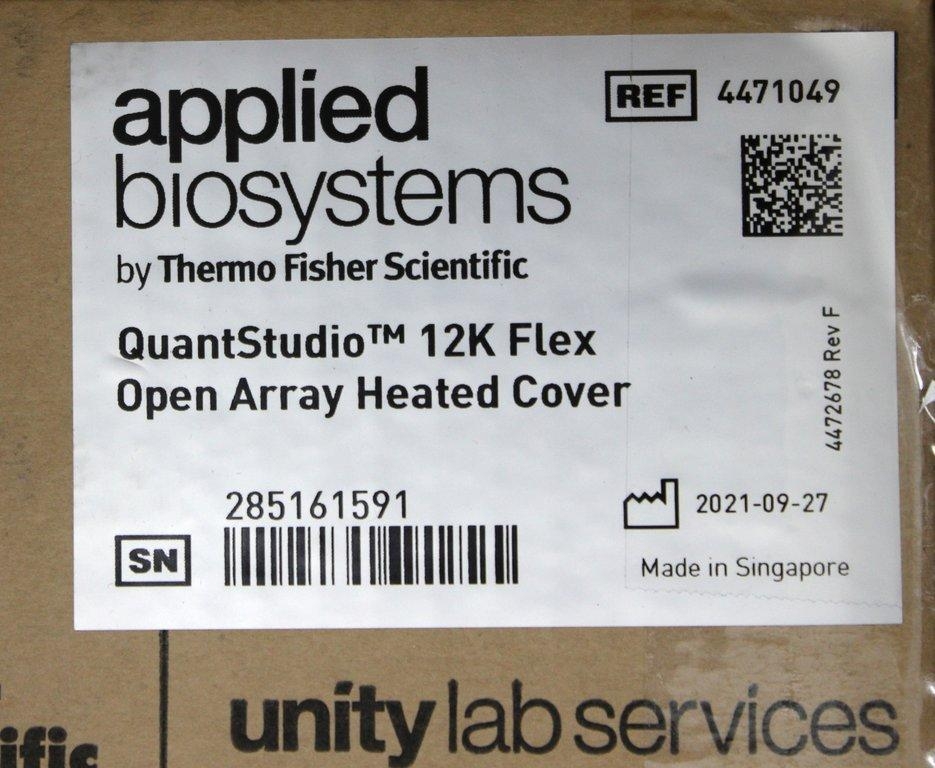 applied
biosystems
by Thermo Fisher Scientific
REF 4471049
QuantStudio™ 12K Flex
Open Array Heated Cover
4472678 Rev F
285161591
SN
2021-09-27
Made in Singapore
ific
unity lab services